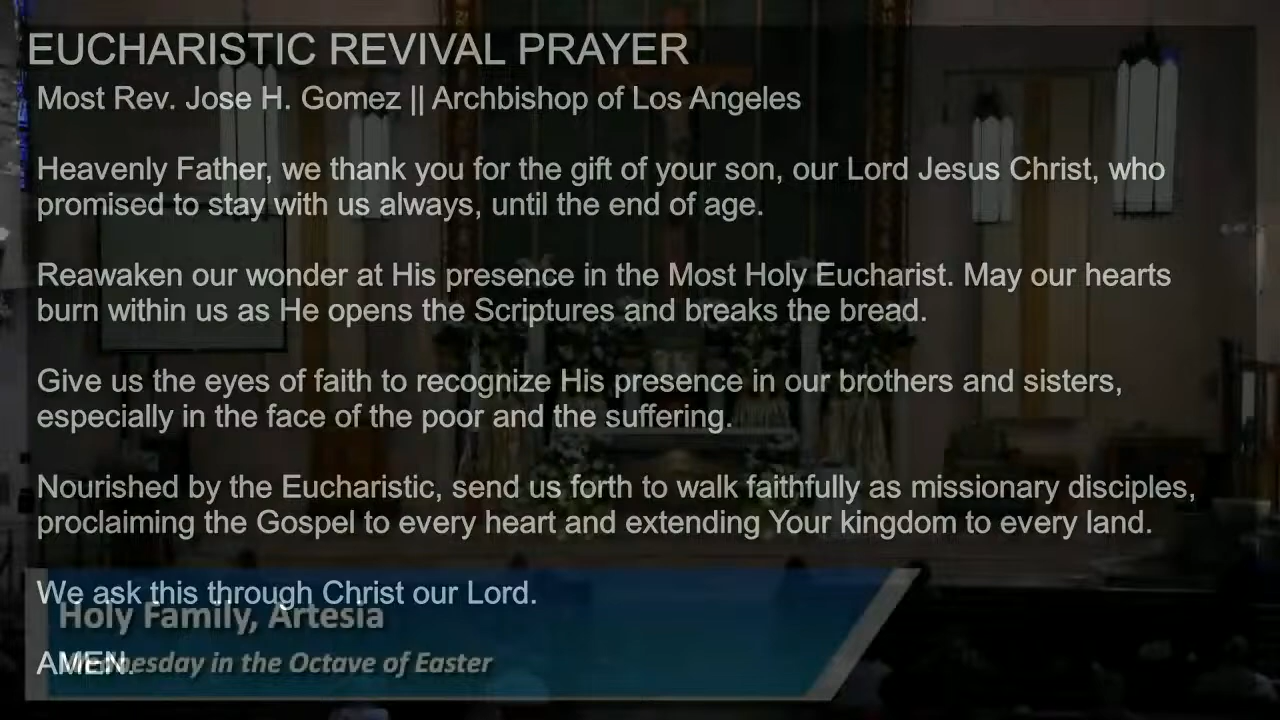 EUCHARISTIC REVIVAL PRAYER
Most Rev. Jose H. Gomez || Archbishop of Los Angeles
Heavenly Father, we thank you for the gift of your son, our Lord Jesus Christ, who
promised to stay with us always, until the end of age.
Reawaken our wonder at His presence in the Most Holy Eucharist. May our hearts
burn within us as He opens the Scriptures and breaks the bread.
Give us the eyes of faith to recognize His presence in our brothers and sisters,
especially in the face of the poor and the suffering.
Nourished by the Eucharistic, send us forth to walk faithfully as missionary disciples,
proclaiming the Gospel to every heart and extending Your kingdom to every land.
We ask this through Christ our Lord.
Holy Family, Artesia
AMEN.
Wednesday in the Octave of Easter